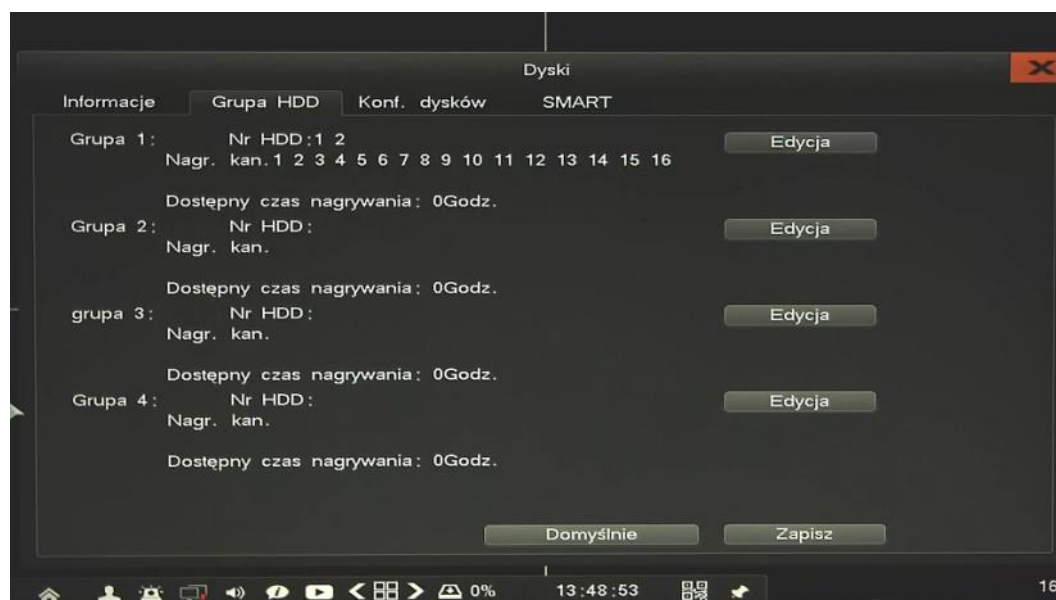 Dyski
Informacje Grupa HDD Konf. dysków SMART
Grupa 1: Nr HDD:1 2 Edycja
Nagr. kan.1 2 3 4 5 6 7 8 9 10 11 12 13 14 15 16
Dostępny czas nagrywania: 0Godz.
Grupa 2: Nr HDD: Edycja
Nagr. kan.
Dostępny czas nagrywania: 0Godz.
grupa 3: Nr HDD: Edycja
Nagr. kan.
Dostępny czas nagrywania: 0Godz.
Grupa 4: Nr HDD: Edycja
Nagr. kan.
Dostępny czas nagrywania: 0Godz.
Domyślnie Zapisz
0% 13:48:53 16